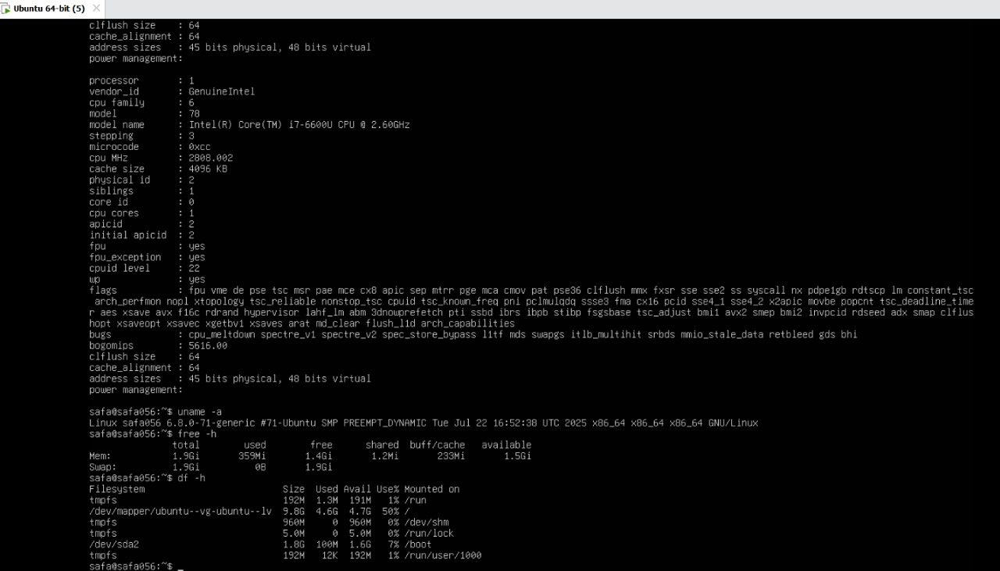 Ubuntu 64-bit (5)
clflush size    : 64
cache_alignment : 64
address sizes   : 45 bits physical, 48 bits virtual
power management:

processor       : 1
vendor_id       : GenuineIntel
cpu family      : 6
model           : 78
model name      : Intel(R) Core(TM) i7-6600U CPU @ 2.60GHz
stepping        : 3
microcode       : 0xcc
cpu MHz         : 2808.002
cache size      : 4096 KB
physical id     : 2
siblings        : 1
core id         : 0
cpu cores       : 1
apicid          : 2
initial apicid  : 2
fpu             : yes
fpu_exception   : yes
cpuid level     : 22
wp              : yes
flags           : fpu vme de pse tsc msr pae mce cx8 apic sep mtrr pge mca cmov pat pse36 clflush mmx fxsr sse sse2 ss syscall nx pdpe1gb rdtscp lm constant_tsc
 arch_perfmon nopl xtopology tsc_reliable nonstop_tsc cpuid tsc_known_freq pni pclmulqdq ssse3 fma cx16 pcid sse4_1 sse4_2 x2apic movbe popcnt tsc_deadline_time
r aes xsave avx f16c rdrand hypervisor lahf_lm abm 3dnowprefetch pti ssbd ibrs ibpb stibp fsgsbase tsc_adjust bmi1 avx2 smep bmi2 invpcid rdseed adx smap clflus
hopt xsaveopt xsavec xgetbv1 xsaves arat md_clear flush_l1d arch_capabilities
bugs            : cpu_meltdown spectre_v1 spectre_v2 spec_store_bypass l1tf mds swapgs itlb_multihit srbds mmio_stale_data retbleed gds bhi
bogomips        : 5616.00
clflush size    : 64
cache_alignment : 64
address sizes   : 45 bits physical, 48 bits virtual
power management:

safa@safa056:~$ uname -a
Linux safa056 6.8.0-71-generic #71-Ubuntu SMP PREEMPT_DYNAMIC Tue Jul 22 16:52:38 UTC 2025 x86_64 x86_64 x86_64 GNU/Linux
safa@safa056:~$ free -h
               total        used        free      shared  buff/cache   available
Mem:           1.9Gi       359Mi       1.4Gi       1.2Mi       233Mi       1.5Gi
Swap:          1.9Gi          0B       1.9Gi
safa@safa056:~$ df -h
Filesystem                         Size  Used Avail Use% Mounted on
tmpfs                              192M  1.3M  191M   1% /run
/dev/mapper/ubuntu--vg-ubuntu--lv  9.8G  4.6G  4.7G  50% /
tmpfs                              960M     0  960M   0% /dev/shm
tmpfs                              5.0M     0  5.0M   0% /run/lock
/dev/sda2                          1.8G  100M  1.6G   7% /boot
tmpfs                              192M   12K  192M   1% /run/user/1000
safa@safa056:~$ _